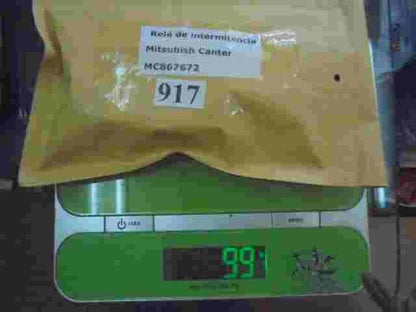 Relé de intermitencia
Mitsubish Canter
MC867672
917
99